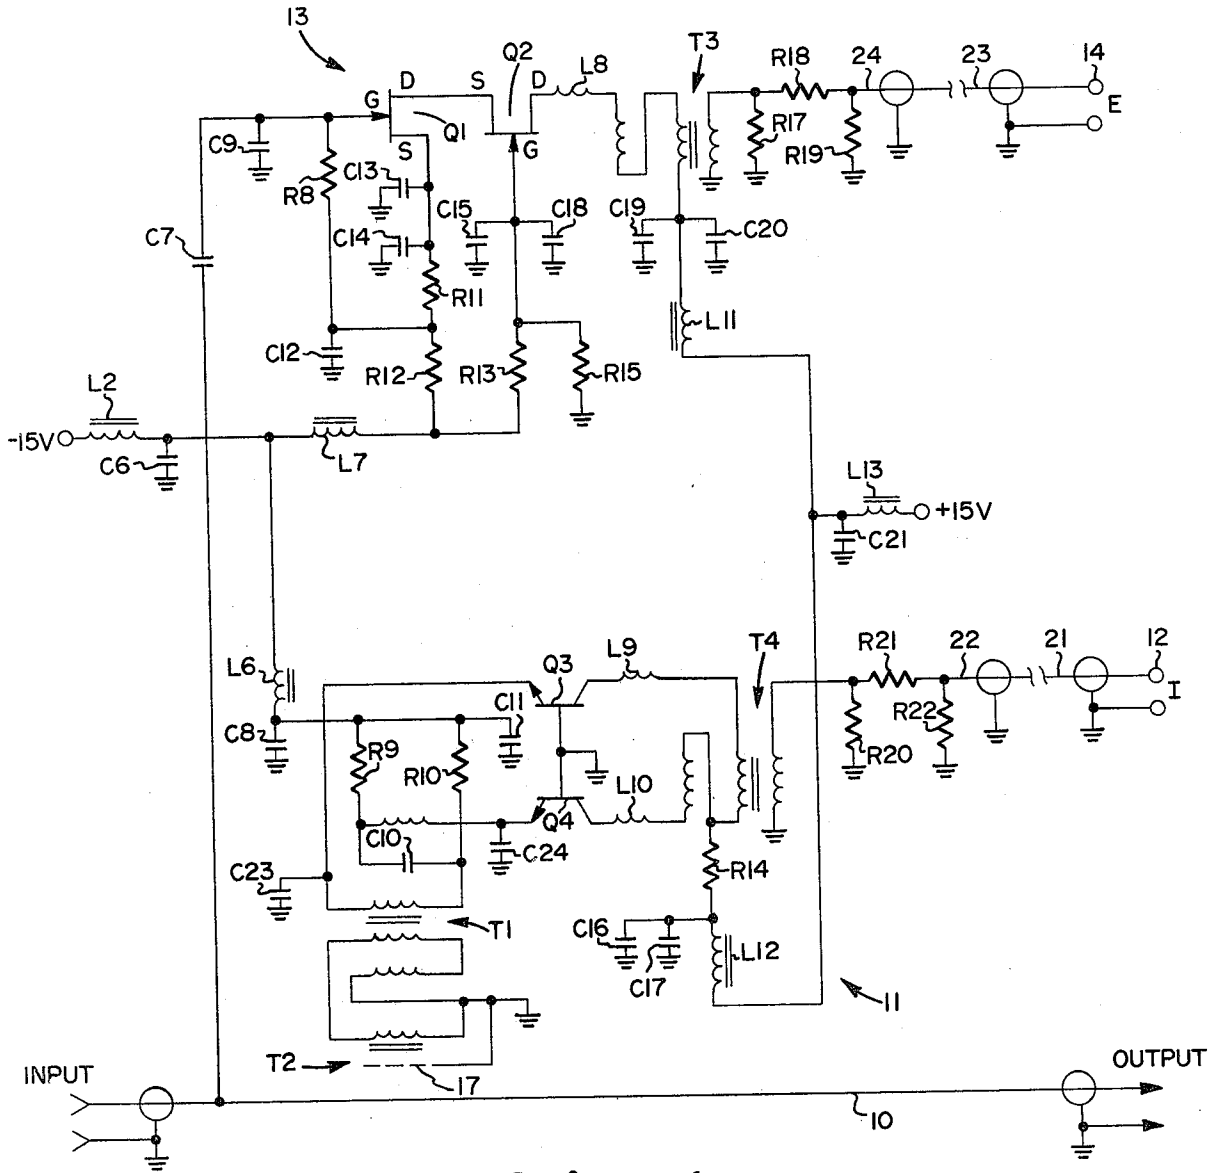 13
T3
Q2
L8
R18
24
23
14
D
S
D
G
E
C9
Q1
S
G
R17
R19
R8
C13
C15
C18
C19
C20
C7
C14
R11
L11
C12
R12
R13
R15
L2
-15V
C6
L7
L13
+15V
C21
T4
R21
22
21
12
L6
Q3
L9
I
C11
C8
R9
R10
R22
R20
L10
C10
Q4
C24
R14
C23
T1
C16
C17
L12
11
T2
17
INPUT
OUTPUT
10